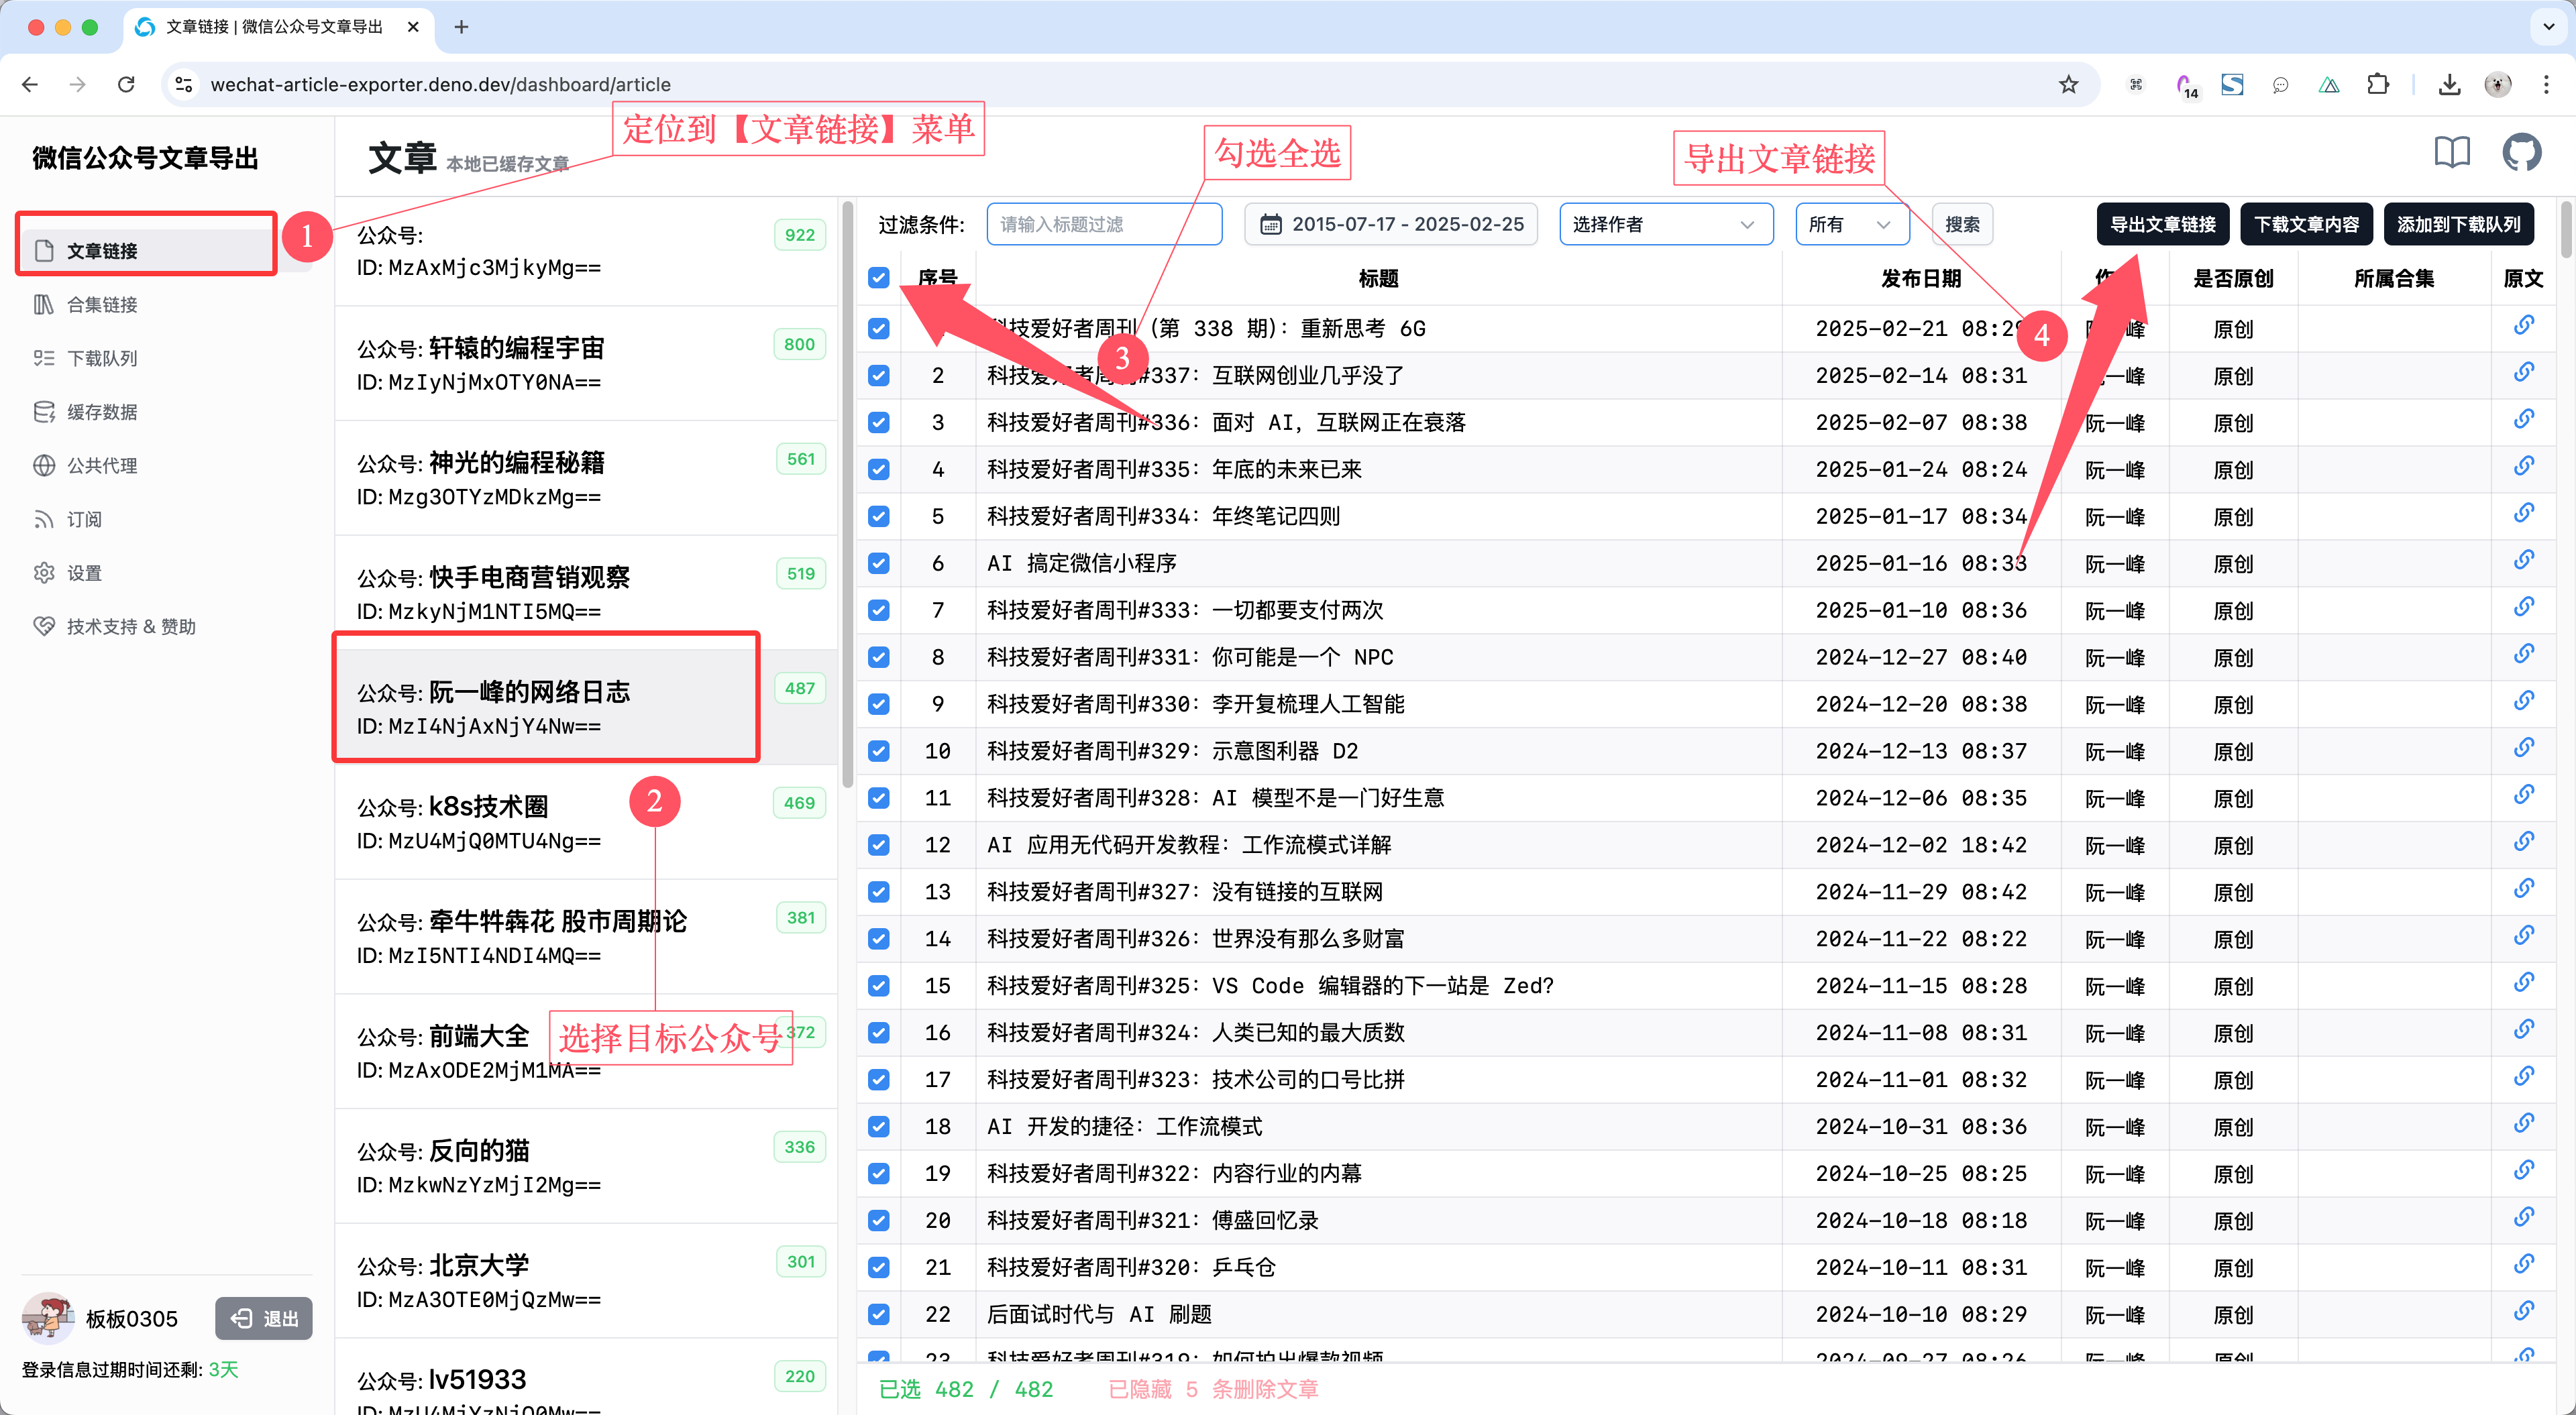 文章链接 | 微信公众号文章导出
wechat-article-exporter.deno.dev/dashboard/article
14
微信公众号文章导出
文章 本地已缓存文章
定位到【文章链接】菜单
勾选全选
导出文章链接
1
文章链接
合集链接
下载队列
缓存数据
公共代理
订阅
设置
技术支持 & 赞助
板板0305
退出
登录信息过期时间还剩: 3天
公众号:
ID: MzAxMjc3MjkyMg==
922
公众号: 轩辕的编程宇宙
ID: MzIyNjMxOTY0NA==
800
公众号: 神光的编程秘籍
ID: Mzg3OTYzMDkzMg==
561
公众号: 快手电商营销观察
ID: MzkyNjM1NTI5MQ==
519
公众号: 阮一峰的网络日志
ID: MzI4NjAxNjY4Nw==
487
公众号: k8s技术圈
ID: MzU4MjQ0MTU4Ng==
469
2
公众号: 牵牛牪犇花 股市周期论
ID: MzI5NTI4NDI4MQ==
381
公众号: 前端大全
ID: MzAxODE2MjM1MA==
372
选择目标公众号
公众号: 反向的猫
ID: MzkwNzYzMjI2Mg==
336
公众号: 北京大学
ID: MzA3OTE0MjQzMw==
301
公众号: lv51933
220
过滤条件: 请输入标题过滤 2015-07-17 - 2025-02-25 选择作者 所有 搜索 导出文章链接 下载文章内容 添加到下载队列
序号 标题 发布日期 作 是否原创 所属合集 原文
3
4
科技爱好者周刊 (第 338 期): 重新思考 6G 2025-02-21 08:29 阮一峰 原创
2 科技爱好者周刊#337: 互联网创业几乎没了 2025-02-14 08:31 阮一峰 原创
3 科技爱好者周刊#336: 面对 AI, 互联网正在衰落 2025-02-07 08:38 阮一峰 原创
4 科技爱好者周刊#335: 年底的未来已来 2025-01-24 08:24 阮一峰 原创
5 科技爱好者周刊#334: 年终笔记四则 2025-01-17 08:34 阮一峰 原创
6 AI 搞定微信小程序 2025-01-16 08:33 阮一峰 原创
7 科技爱好者周刊#333: 一切都要支付两次 2025-01-10 08:36 阮一峰 原创
8 科技爱好者周刊#331: 你可能是一个 NPC 2024-12-27 08:40 阮一峰 原创
9 科技爱好者周刊#330: 李开复梳理人工智能 2024-12-20 08:38 阮一峰 原创
10 科技爱好者周刊#329: 示意图利器 D2 2024-12-13 08:37 阮一峰 原创
11 科技爱好者周刊#328: AI 模型不是一门好生意 2024-12-06 08:35 阮一峰 原创
12 AI 应用无代码开发教程: 工作流模式详解 2024-12-02 18:42 阮一峰 原创
13 科技爱好者周刊#327: 没有链接的互联网 2024-11-29 08:42 阮一峰 原创
14 科技爱好者周刊#326: 世界没有那么多财富 2024-11-22 08:22 阮一峰 原创
15 科技爱好者周刊#325: VS Code 编辑器的下一站是 Zed? 2024-11-15 08:28 阮一峰 原创
16 科技爱好者周刊#324: 人类已知的最大质数 2024-11-08 08:31 阮一峰 原创
17 科技爱好者周刊#323: 技术公司的口号比拼 2024-11-01 08:32 阮一峰 原创
18 AI 开发的捷径: 工作流模式 2024-10-31 08:36 阮一峰 原创
19 科技爱好者周刊#322: 内容行业的内幕 2024-10-25 08:25 阮一峰 原创
20 科技爱好者周刊#321: 傅盛回忆录 2024-10-18 08:18 阮一峰 原创
21 科技爱好者周刊#320: 乒乓仓 2024-10-11 08:31 阮一峰 原创
22 后面试时代与 AI 刷题 2024-10-10 08:29 阮一峰 原创
23 科技爱好者周刊#319: 如何拍出爆款视频 2024-09-27 08:26 阮一峰 原创
已选 482 / 482 已隐藏 5 条删除文章